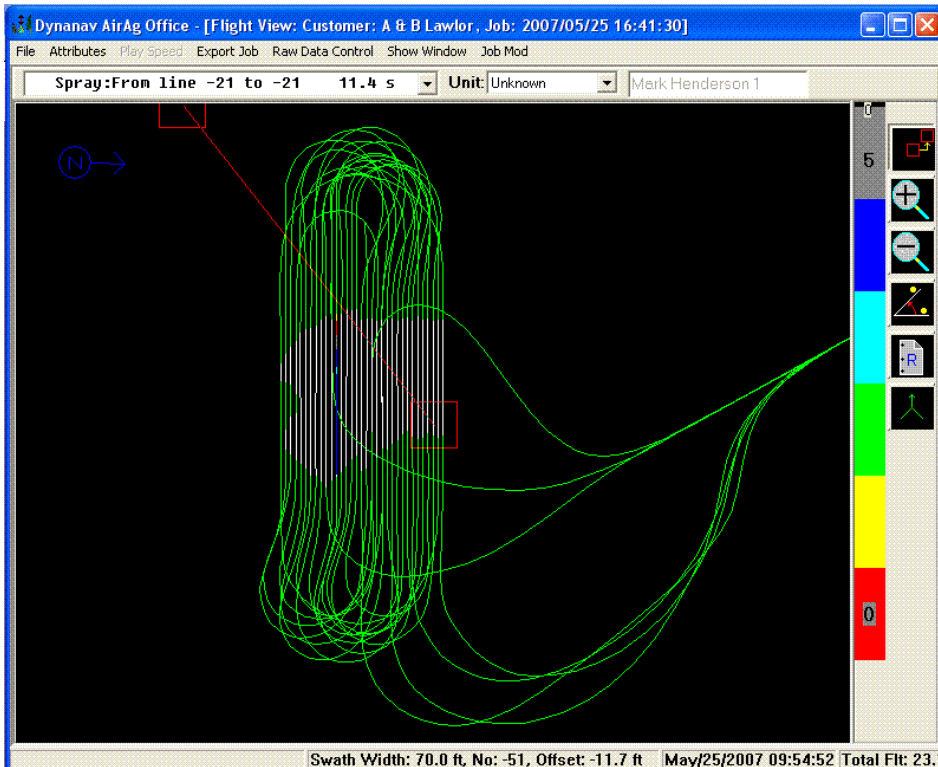 Dynanav AirAg Office - [Flight View: Customer: A & B Lawlor, Job: 2007/05/25 16:41:30]
File Attributes Play Speed Export Job Raw Data Control Show Window Job Mod
Spray:From line -21 to -21 11.4 s Unit: Unknown Mark Henderson 1
N
0
5
R
0
Swath Width: 70.0 ft, No: -51, Offset: -11.7 ft May/25/2007 09:54:52 Total Flt: 23.